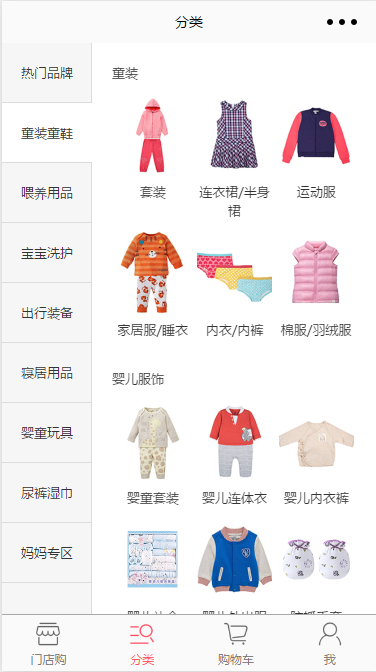 分类
热门品牌
童装童鞋
喂养用品
宝宝洗护
出行装备
寝居用品
婴童玩具
尿裤湿巾
妈妈专区
童装
套装
连衣裙/半身
裙
运动服
家居服/睡衣
内衣/内裤
棉服/羽绒服
婴儿服饰
婴童套装
婴儿连体衣
婴儿内衣裤
门店购
分类
购物车
我